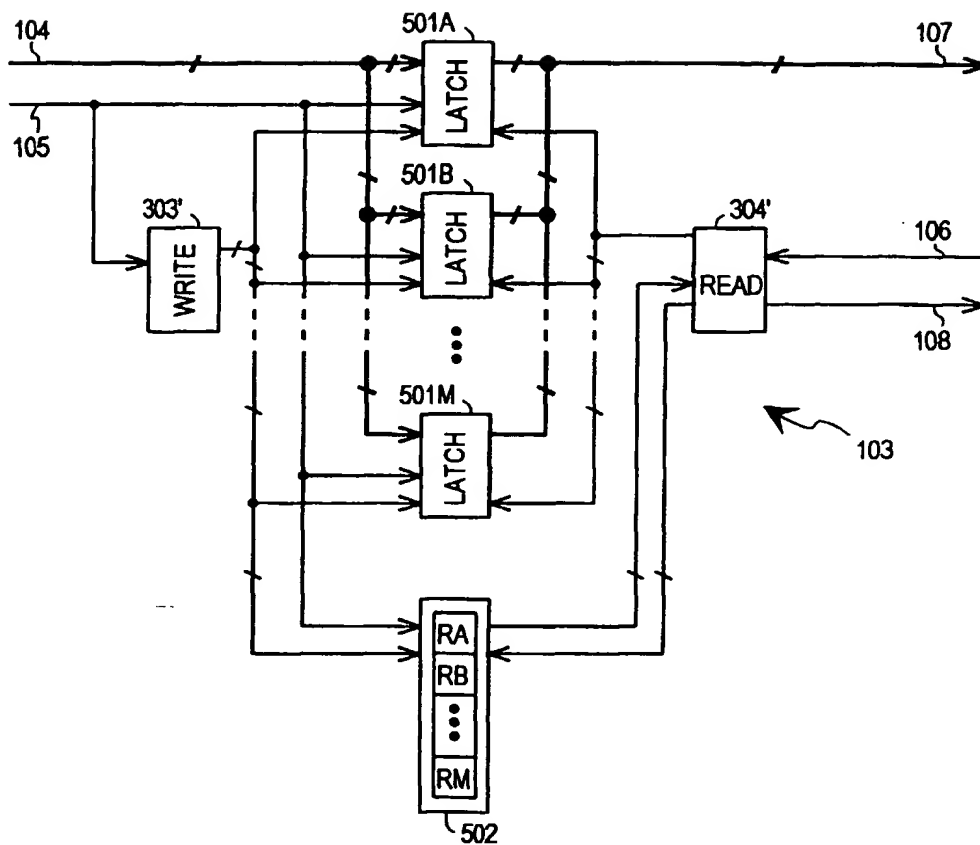 104
501A
107
LATCH
105
501B
303'
304'
LATCH
106
WRITE
READ
108
501M
LATCH
103
RA
RB
RM
502